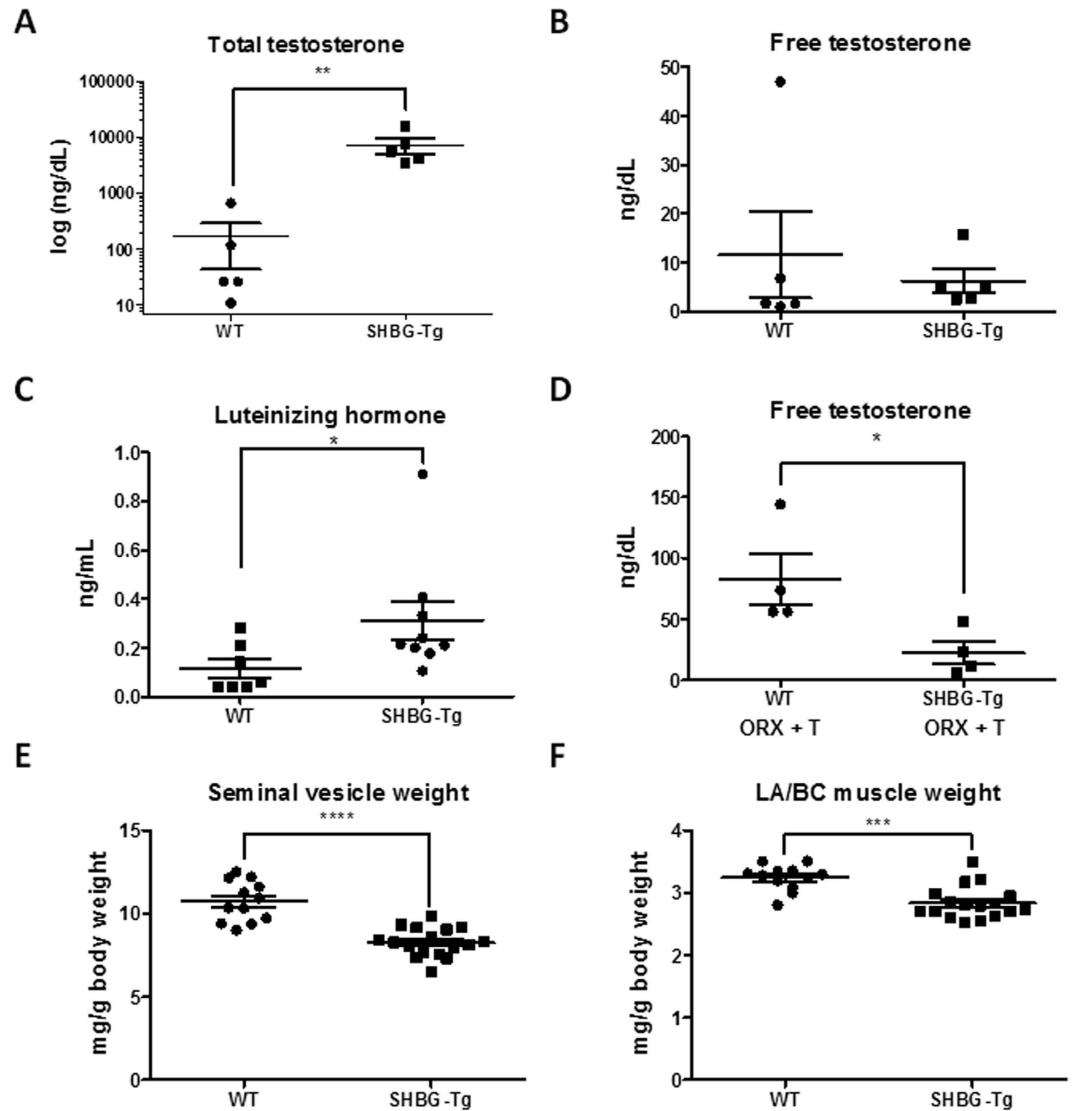 A
Total testosterone
**
log (ng/dL)
100000
10000
1000
100
10
WT
SHBG-Tg
B
Free testosterone
ng/dL
50
40
30
20
10
0
WT
SHBG-Tg
C
Luteinizing hormone
*
ng/mL
1.0
0.8
0.6
0.4
0.2
0.0
WT
SHBG-Tg
D
Free testosterone
*
ng/dL
200
150
100
50
0
WT
ORX + T
SHBG-Tg
ORX + T
E
Seminal vesicle weight
****
mg/g body weight
15
10
5
0
WT
SHBG-Tg
F
LA/BC muscle weight
***
mg/g body weight
4
3
2
1
0
WT
SHBG-Tg